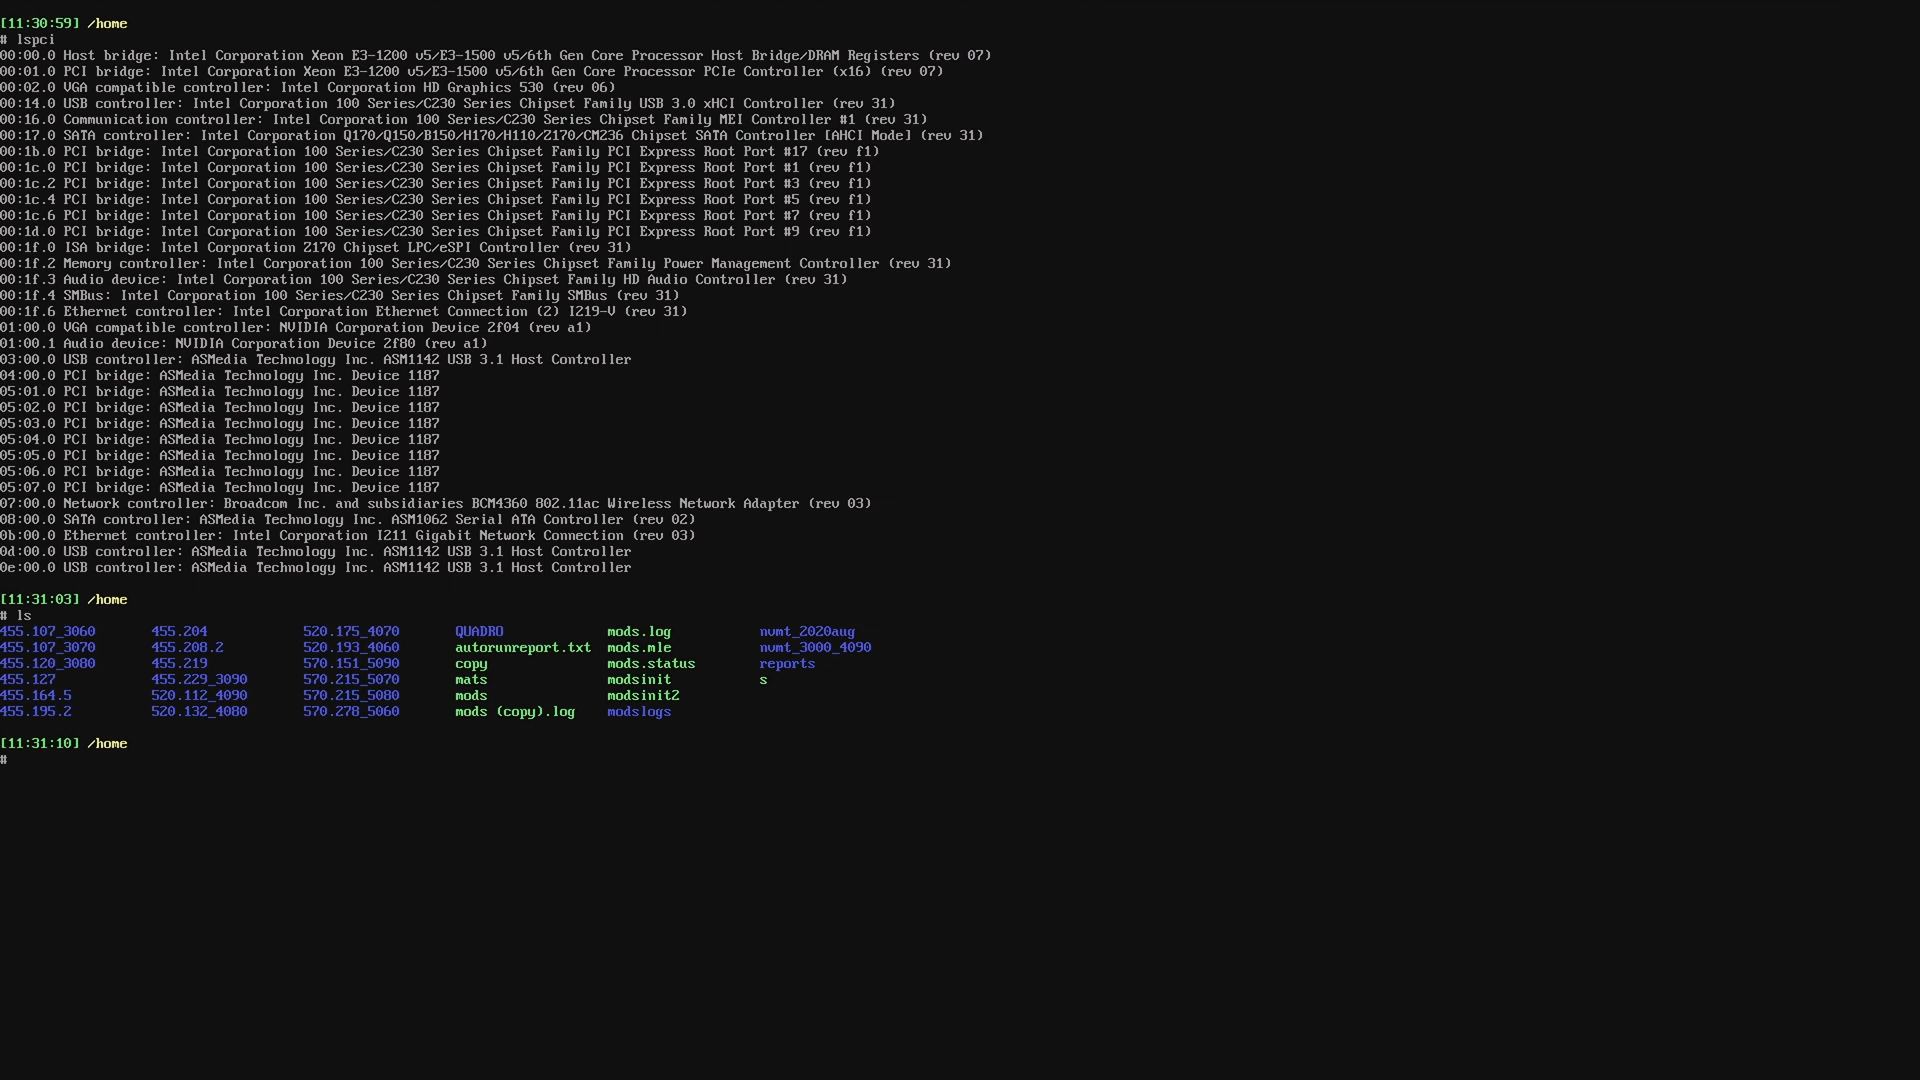 [11:30:59] /home
# lspci
00:00.0 Host bridge: Intel Corporation Xeon E3-1200 v5/E3-1500 v5/6th Gen Core Processor Host Bridge/DRAM Registers (rev 07)
00:01.0 PCI bridge: Intel Corporation Xeon E3-1200 v5/E3-1500 v5/6th Gen Core Processor PCIe Controller (x16) (rev 07)
00:02.0 VGA compatible controller: Intel Corporation HD Graphics 530 (rev 06)
00:14.0 USB controller: Intel Corporation 100 Series/C230 Series Chipset Family USB 3.0 xHCI Controller (rev 31)
00:16.0 Communication controller: Intel Corporation 100 Series/C230 Series Chipset Family MEI Controller #1 (rev 31)
00:17.0 SATA controller: Intel Corporation Q170/Q150/B150/H170/H110/Z170/CM236 Chipset SATA Controller [AHCI Mode] (rev 31)
00:1b.0 PCI bridge: Intel Corporation 100 Series/C230 Series Chipset Family PCI Express Root Port #17 (rev f1)
00:1c.0 PCI bridge: Intel Corporation 100 Series/C230 Series Chipset Family PCI Express Root Port #1 (rev f1)
00:1c.2 PCI bridge: Intel Corporation 100 Series/C230 Series Chipset Family PCI Express Root Port #3 (rev f1)
00:1c.4 PCI bridge: Intel Corporation 100 Series/C230 Series Chipset Family PCI Express Root Port #5 (rev f1)
00:1c.6 PCI bridge: Intel Corporation 100 Series/C230 Series Chipset Family PCI Express Root Port #7 (rev f1)
00:1d.0 PCI bridge: Intel Corporation 100 Series/C230 Series Chipset Family PCI Express Root Port #9 (rev f1)
00:1f.0 ISA bridge: Intel Corporation Z170 Chipset LPC/eSPI Controller (rev 31)
00:1f.2 Memory controller: Intel Corporation 100 Series/C230 Series Chipset Family Power Management Controller (rev 31)
00:1f.3 Audio device: Intel Corporation 100 Series/C230 Series Chipset Family HD Audio Controller (rev 31)
00:1f.4 SMBus: Intel Corporation 100 Series/C230 Series Chipset Family SMBus (rev 31)
00:1f.6 Ethernet controller: Intel Corporation Ethernet Connection (2) I219-V (rev 31)
01:00.0 VGA compatible controller: NVIDIA Corporation Device 2f04 (rev a1)
01:00.1 Audio device: NVIDIA Corporation Device 2f80 (rev a1)
03:00.0 USB controller: ASMedia Technology Inc. ASM1142 USB 3.1 Host Controller
04:00.0 PCI bridge: ASMedia Technology Inc. Device 1187
05:01.0 PCI bridge: ASMedia Technology Inc. Device 1187
05:02.0 PCI bridge: ASMedia Technology Inc. Device 1187
05:03.0 PCI bridge: ASMedia Technology Inc. Device 1187
05:04.0 PCI bridge: ASMedia Technology Inc. Device 1187
05:05.0 PCI bridge: ASMedia Technology Inc. Device 1187
05:06.0 PCI bridge: ASMedia Technology Inc. Device 1187
05:07.0 PCI bridge: ASMedia Technology Inc. Device 1187
07:00.0 Network controller: Broadcom Inc. and subsidiaries BCM4360 802.11ac Wireless Network Adapter (rev 03)
08:00.0 SATA controller: ASMedia Technology Inc. ASM1062 Serial ATA Controller (rev 02)
0b:00.0 Ethernet controller: Intel Corporation I211 Gigabit Network Connection (rev 03)
0d:00.0 USB controller: ASMedia Technology Inc. ASM1142 USB 3.1 Host Controller
0e:00.0 USB controller: ASMedia Technology Inc. ASM1142 USB 3.1 Host Controller
[11:31:03] /home
# ls
455.107_3060 455.204 520.175_4070 QUADRO mods.log nvmt_2020aug
455.107_3070 455.208.2 520.193_4060 autorunreport.txt mods.mle nvmt_3000_4090
455.120_3080 455.219 570.151_5090 copy mods.status reports
455.127 455.229_3090 570.215_5070 mats modsinit s
455.164.5 520.112_4090 570.215_5080 mods modsinit2
455.195.2 520.132_4080 570.278_5060 mods (copy).log modslogs
[11:31:10] /home
#